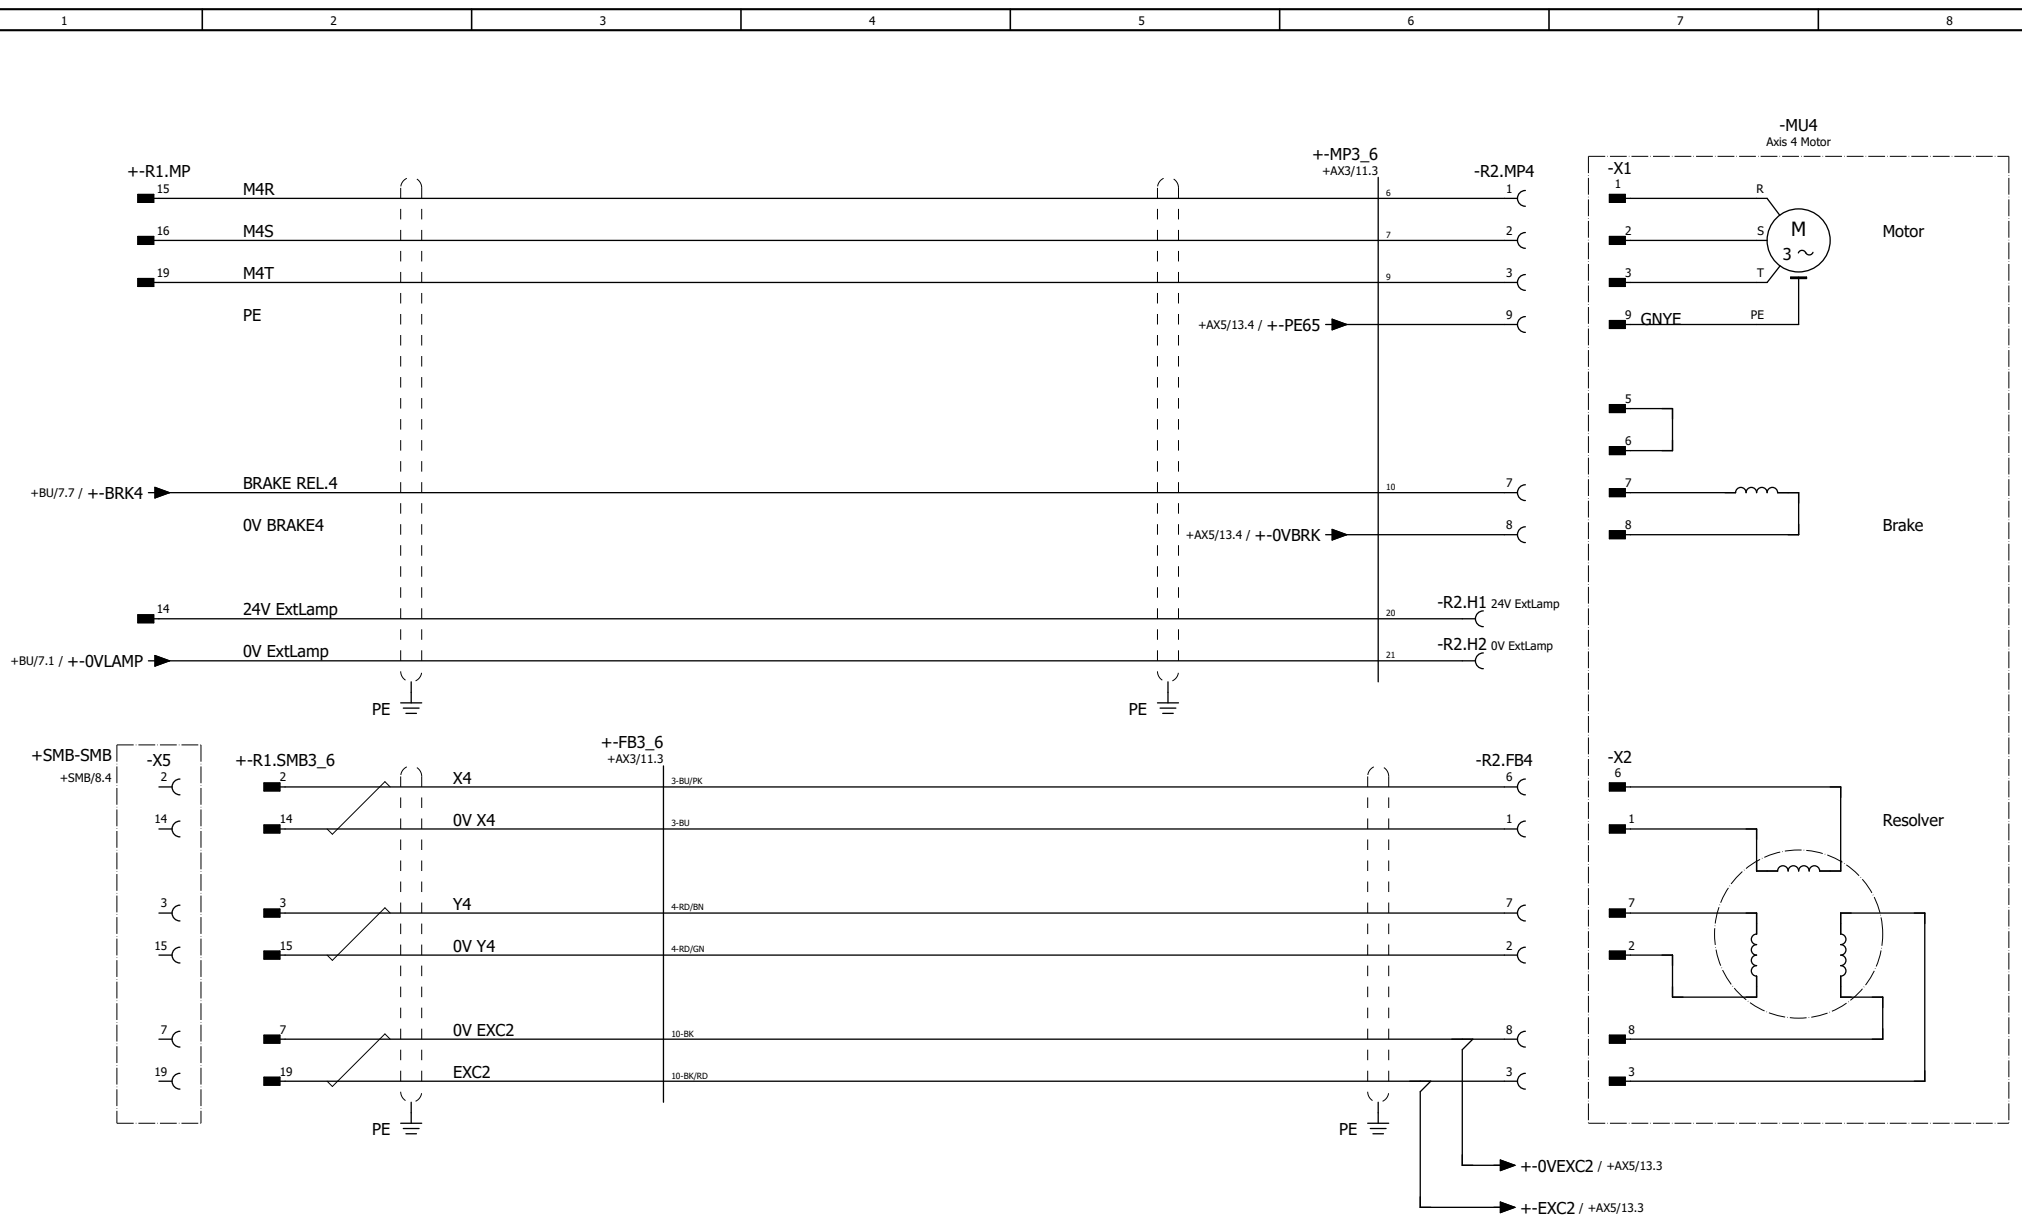 1 2 3 4 5 6 7 8
-MU4
Axis 4 Motor
+-MP3_6
+AX3/11.3
+-R1.MP -R2.MP4 -X1
15 M4R 6 1 1 R
16 M4S 7 2 2 S M Motor
3 ~
19 M4T 9 3 3 T
PE +AX5/13.4 / +-PE65 9 9 GNYE PE
5
6
+BU/7.7 / +-BRK4 BRAKE REL.4 10 7 7
0V BRAKE4 +AX5/13.4 / +-0VBRK 8 8 Brake
14 24V ExtLamp 20 -R2.H1 24V ExtLamp
+BU/7.1 / +-0VLAMP 0V ExtLamp 21 -R2.H2 0V ExtLamp
PE PE
+-FB3_6
+AX3/11.3
+SMB-SMB -X5 +-R1.SMB3_6 -R2.FB4 -X2
+SMB/8.4 2 2 X4 3-BU/PK 6 6
14 14 0V X4 3-BU 1 1 Resolver
3 3 Y4 4-RD/BN 7 7
15 15 0V Y4 4-RD/GN 2 2
7 7 0V EXC2 10-BK 8 8
19 19 EXC2 10-BK/RD 3 3
PE PE
+-0VEXC2 / +AX5/13.3
+-EXC2 / +AX5/13.3